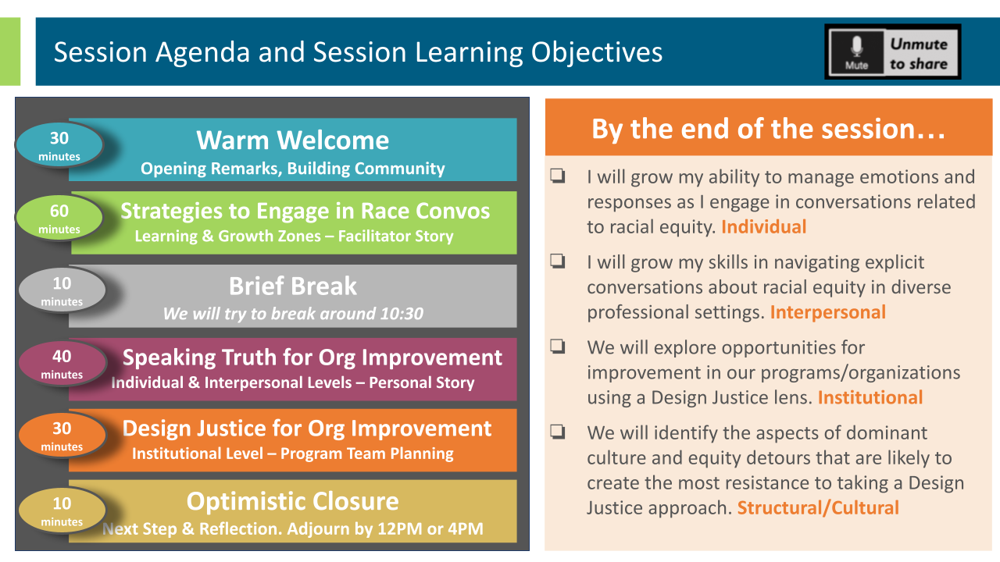 Session Agenda and Session Learning Objectives
Mute
Unmute
to share
30
minutes
Warm Welcome
Opening Remarks, Building Community
60
minutes
Strategies to Engage in Race Convos
Learning & Growth Zones – Facilitator Story
10
minutes
Brief Break
We will try to break around 10:30
40
minutes
Speaking Truth for Org Improvement
Individual & Interpersonal Levels – Personal Story
30
minutes
Design Justice for Org Improvement
Institutional Level – Program Team Planning
10
minutes
Optimistic Closure
Next Step & Reflection. Adjourn by 12PM or 4PM
By the end of the session…
❏ I will grow my ability to manage emotions and
responses as I engage in conversations related
to racial equity. Individual
❏ I will grow my skills in navigating explicit
conversations about racial equity in diverse
professional settings. Interpersonal
❏ We will explore opportunities for
improvement in our programs/organizations
using a Design Justice lens. Institutional
❏ We will identify the aspects of dominant
culture and equity detours that are likely to
create the most resistance to taking a Design
Justice approach. Structural/Cultural